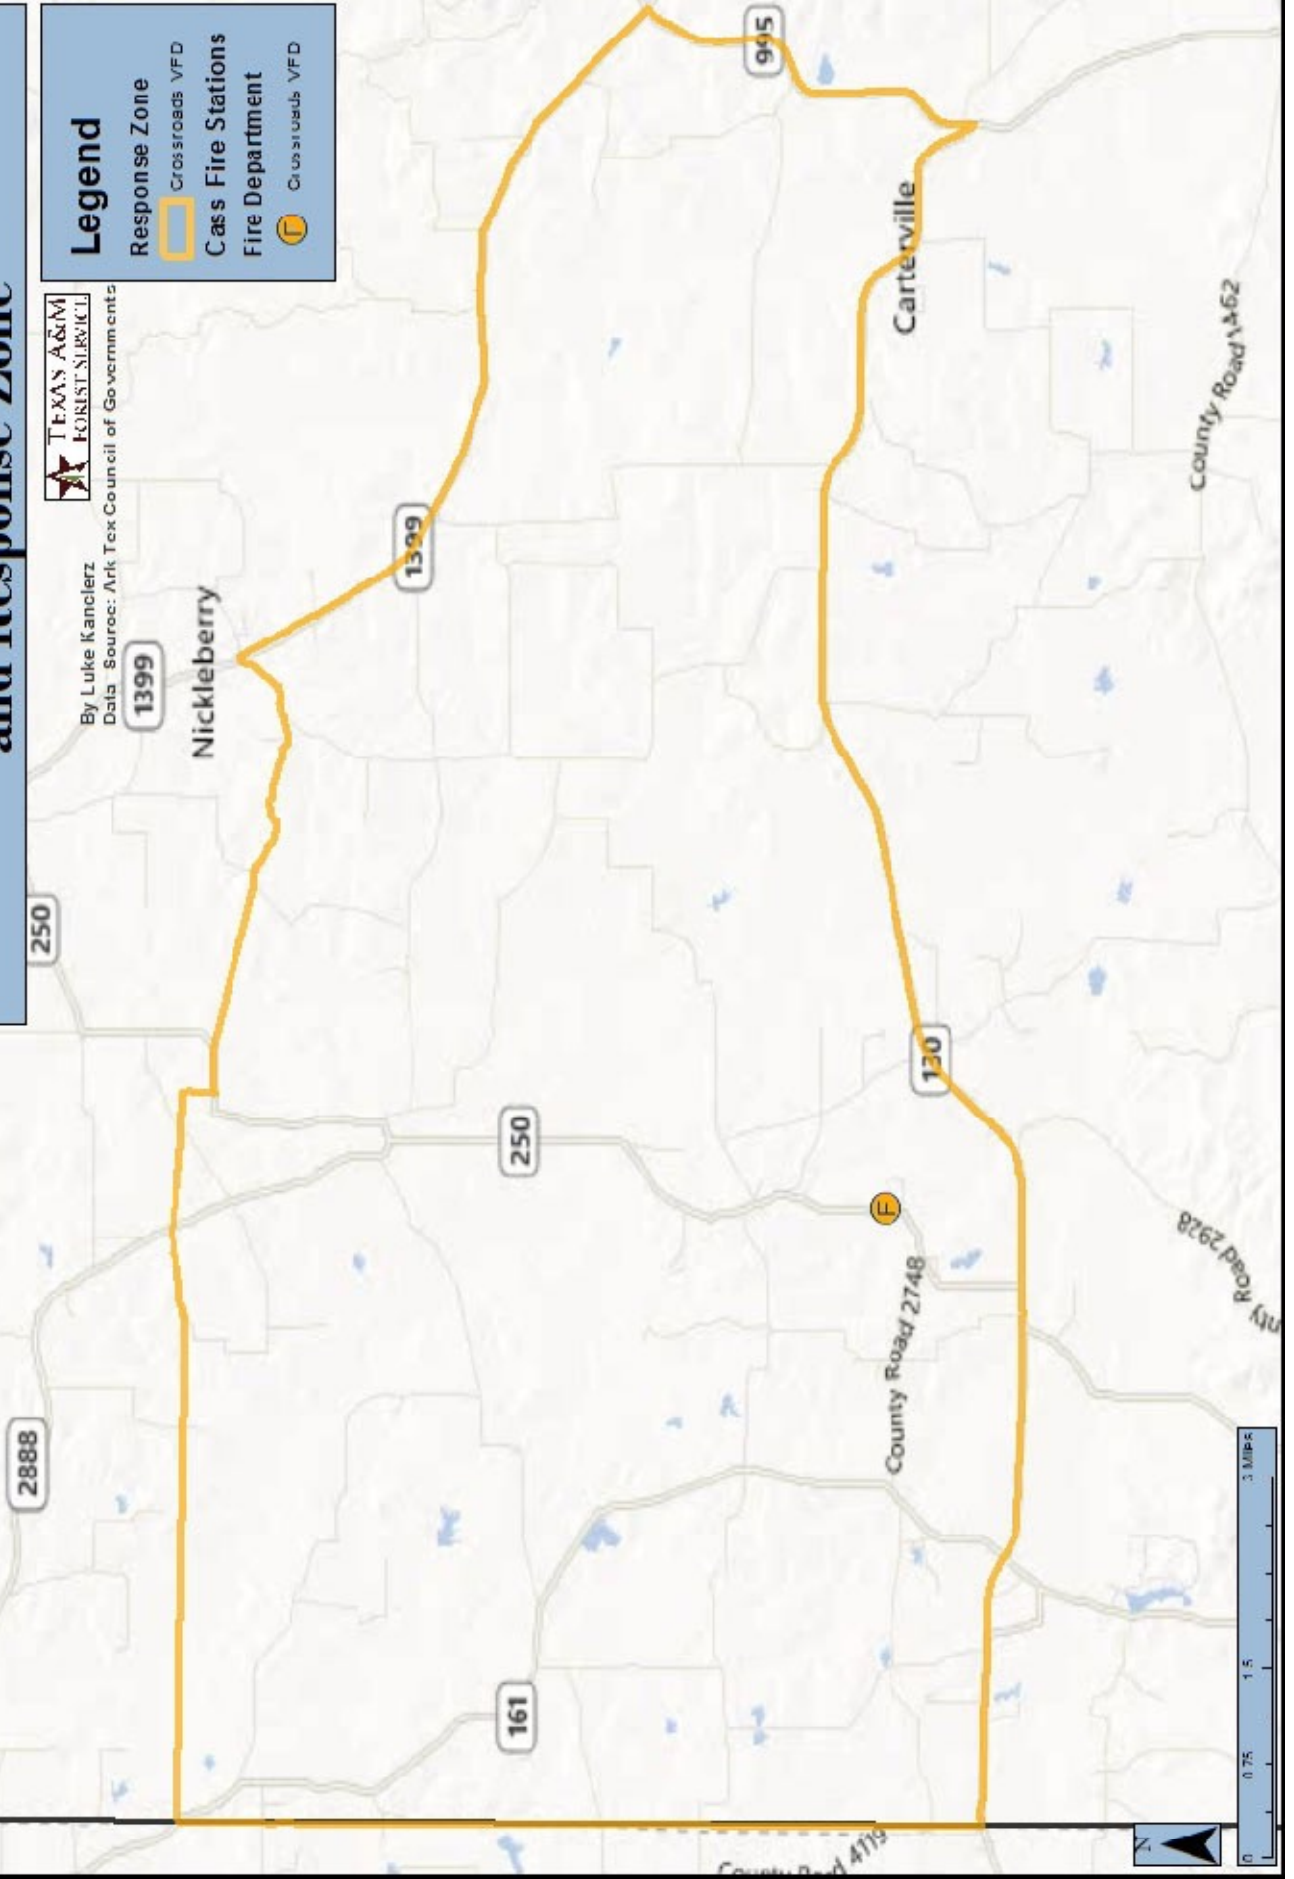 and Response Zone
Legend
Response Zone
Crossroads VFD
Cass Fire Stations
Fire Department
F
Crossroads VFD
TEXAS A&M
FOREST SERVICE
By Luke Kanclerz
Data Source: Ark Tex Council of Governments
2888
250
1399
Nickleberry
1399
995
161
250
Carterville
130
F
County Road 2748
County Road 1462
County Road 4119
nty Road 2928
N
0 0.75 1.5 3 Miles